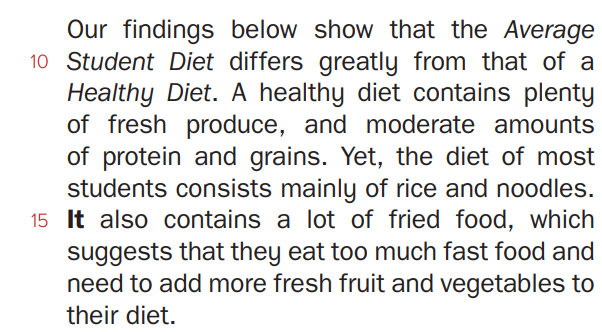 Our findings below show that the Average
10 Student Diet differs greatly from that of a
Healthy Diet. A healthy diet contains plenty
of fresh produce, and moderate amounts
of protein and grains. Yet, the diet of most
students consists mainly of rice and noodles.
15 It also contains a lot of fried food, which
suggests that they eat too much fast food and
need to add more fresh fruit and vegetables to
their diet.